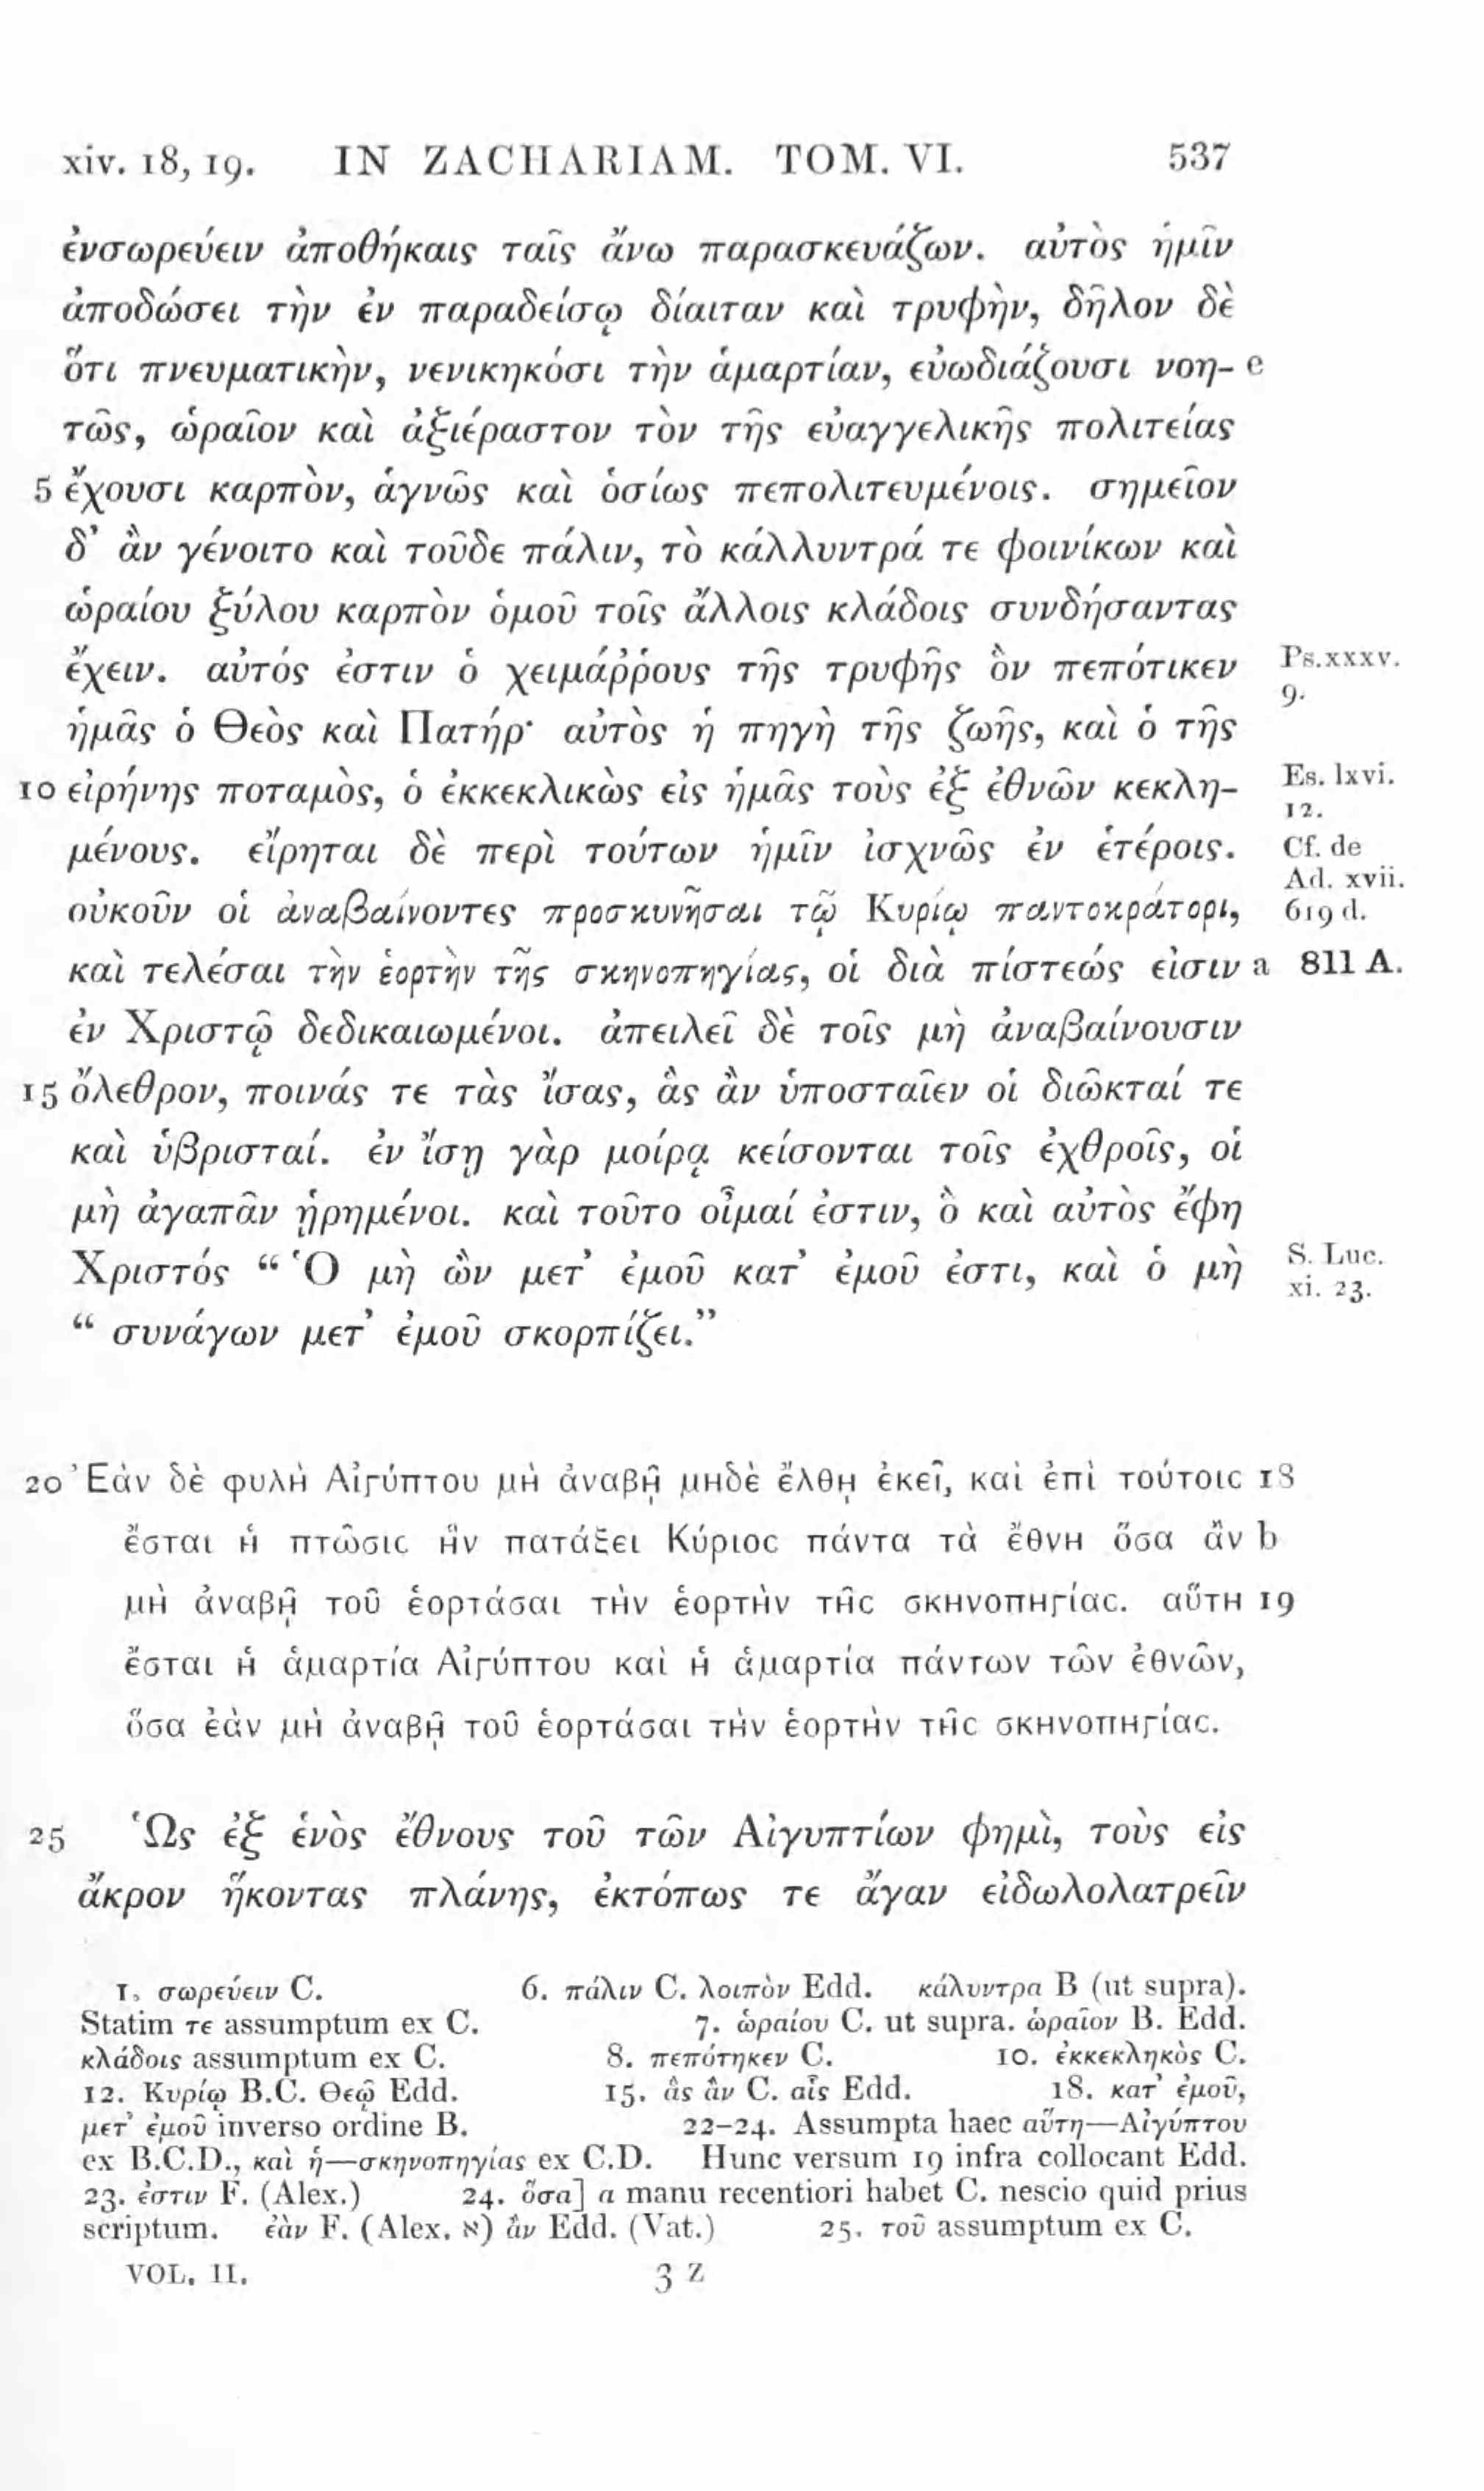 xiv. 18, 19. IN ZACHARIAM. TOM. VI. 537
ἐνσωρεύειν ἀποθήκαις ταῖς ἄνω παρασκευάζων. αὐτὸς ἡμῖν
ἀποδώσει τὴν ἐν παραδείσῳ δίαιταν καὶ τρυφὴν, δῆλον δὲ
ὅτι πνευματικὴν, νενικηκόσι τὴν ἁμαρτίαν, εὐωδιάζουσι νοη- e
τῶς, ὡραῖον καὶ ἀξιέραστον τὸν τῆς εὐαγγελικῆς πολιτείας
5 ἔχουσι καρπὸν, ἁγνῶς καὶ ὁσίως πεπολιτευμένοις. σημεῖον
δ’ ἂν γένοιτο καὶ τοῦδε πάλιν, τὸ κάλλυντρά τε φοινίκων καὶ
ὡραίου ξύλου καρπὸν ὁμοῦ τοῖς ἄλλοις κλάδοις συνδήσαντας
ἔχειν. αὐτός ἐστιν ὁ χειμάῤῥους τῆς τρυφῆς ὃν πεπότικεν Ps. xxxv.
9.
ἡμᾶς ὁ Θεὸς καὶ Πατήρ· αὐτὸς ἡ πηγὴ τῆς ζωῆς, καὶ ὁ τῆς
10 εἰρήνης ποταμὸς, ὁ ἐκκεκλικὼς εἰς ἡμᾶς τοὺς ἐξ ἐθνῶν κεκλη- Es. lxvi.
12.
μένους. εἴρηται δὲ περὶ τούτων ἡμῖν ἰσχνῶς ἐν ἑτέροις. Cf. de
Ad. xvii.
οὐκοῦν οἱ ἀναβαίνοντες προσκυνῆσαι τῷ Κυρίῳ παντοκράτορι, 619 d.
καὶ τελέσαι τὴν ἑορτὴν τῆς σκηνοπηγίας, οἱ διὰ πίστεώς εἰσιν a 811 A.
ἐν Χριστῷ δεδικαιωμένοι. ἀπειλεῖ δὲ τοῖς μὴ ἀναβαίνουσιν
15 ὄλεθρον, ποινάς τε τὰς ἴσας, ἃς ἂν ὑποσταῖεν οἱ διῶκταί τε
καὶ ὑβρισταί. ἐν ἴσῃ γὰρ μοίρᾳ κείσονται τοῖς ἐχθροῖς, οἱ
μὴ ἀγαπᾶν ᾑρημένοι. καὶ τοῦτο οἶμαί ἐστιν, ὃ καὶ αὐτὸς ἔφη
Χριστός “ Ὁ μὴ ὢν μετ’ ἐμοῦ κατ’ ἐμοῦ ἐστι, καὶ ὁ μὴ S. Luc.
xi. 23.
“ συνάγων μετ’ ἐμοῦ σκορπίζει.”
20 Ἐὰν δὲ φυλὴ Αἰγύπτου μὴ ἀναβῇ μηδὲ ἔλθῃ ἐκεῖ, καὶ ἐπὶ τούτοις 18
ἔσται ἡ πτῶσις ἣν πατάξει Κύριος πάντα τὰ ἔθνη ὅσα ἂν b
μὴ ἀναβῇ τοῦ ἑορτάσαι τὴν ἑορτὴν τῆς σκηνοπηγίας. αὕτη 19
ἔσται ἡ ἁμαρτία Αἰγύπτου καὶ ἡ ἁμαρτία πάντων τῶν ἐθνῶν,
ὅσα ἐὰν μὴ ἀναβῇ τοῦ ἑορτάσαι τὴν ἑορτὴν τῆς σκηνοπηγίας.
25 Ὡς ἐξ ἑνὸς ἔθνους τοῦ τῶν Αἰγυπτίων φημὶ, τοὺς εἰς
ἄκρον ἥκοντας πλάνης, ἐκτόπως τε ἄγαν εἰδωλολατρεῖν
1. σωρεύειν C. 6. πάλιν C. λοιπὸν Edd. κάλυντρα B (ut supra).
Statim τε assumptum ex C. 7. ὡραίου C. ut supra. ὡραῖον B. Edd.
κλάδοις assumptum ex C. 8. πεπότηκεν C. 10. ἐκκεκληκὸς C.
12. Κυρίῳ B.C. Θεῷ Edd. 15. ἃς ἂν C. αἷς Edd. 18. κατ’ ἐμοῦ,
μετ’ ἐμοῦ inverso ordine B. 22–24. Assumpta haec αὕτη—Αἰγύπτου
ex B.C.D., καὶ ἡ—σκηνοπηγίας ex C.D. Hunc versum 19 infra collocant Edd.
23. ἐστιν F. (Alex.) 24. ὅσα] a manu recentiori habet C. nescio quid prius
scriptum. ἐὰν F. (Alex. א) ἂν Edd. (Vat.) 25. τοῦ assumptum ex C.
VOL. II. 3 Z